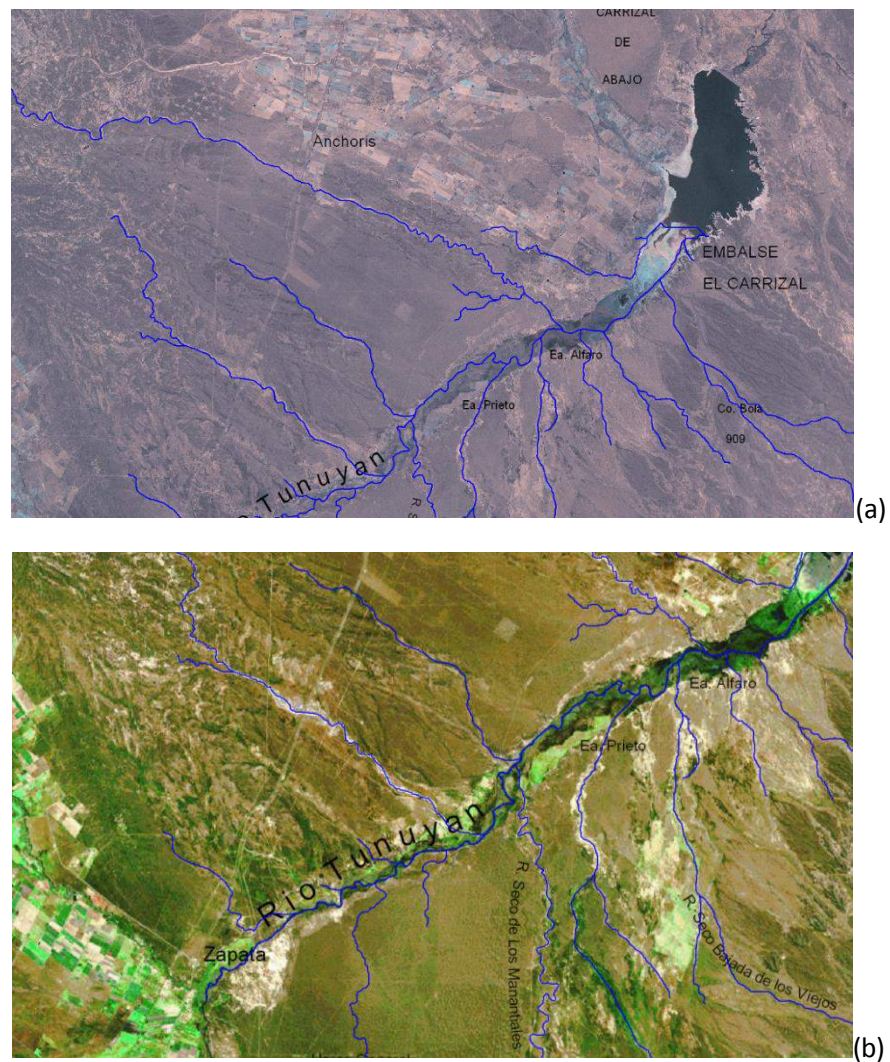 CARRIZAL
DE
ABAJO
Anchoris
EMBALSE
EL CARRIZAL
Ea. Alfaro
Ea. Prieto
Co. Bola
909
Tunuyan
(a)
Ea. Alfaro
Ea. Prieto
Rio Tunuyan
R. Seco de Los Manantiales
R. Seco Bajada de los Viejos
Zapata
(b)